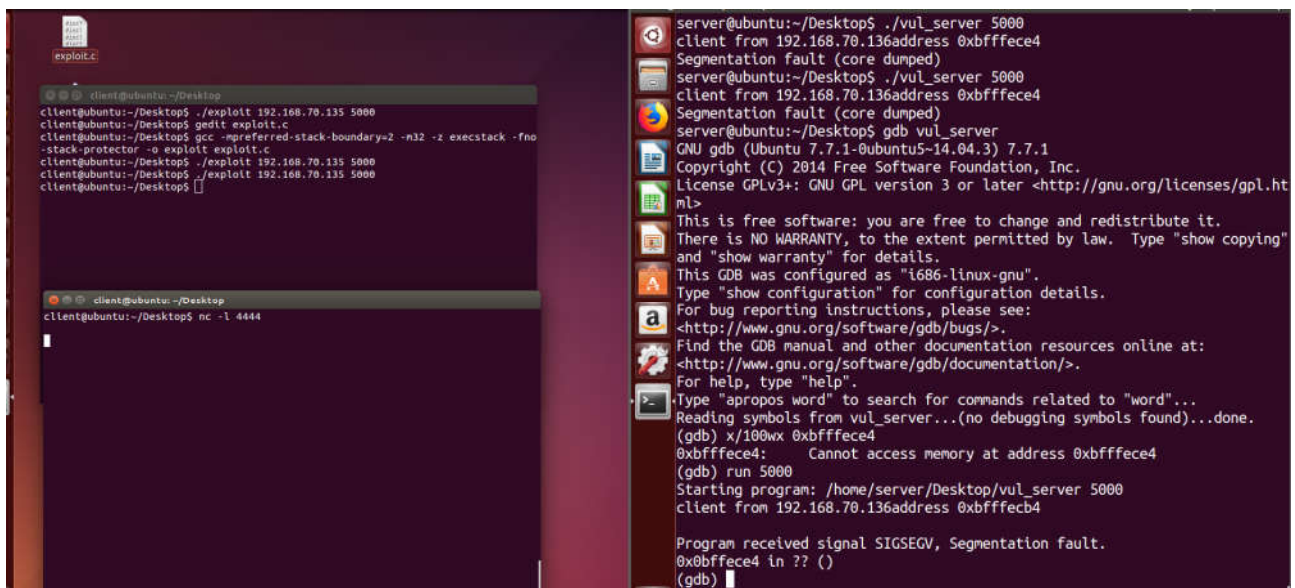 exploit.c
client@ubuntu: ~/Desktop
client@ubuntu:~/Desktop$ ./exploit 192.168.70.135 5000
client@ubuntu:~/Desktop$ gedit exploit.c
client@ubuntu:~/Desktop$ gcc -mpreferred-stack-boundary=2 -m32 -z execstack -fno
-stack-protector -o exploit exploit.c
client@ubuntu:~/Desktop$ ./exploit 192.168.70.135 5000
client@ubuntu:~/Desktop$ ./exploit 192.168.70.135 5000
client@ubuntu:~/Desktop$
client@ubuntu: ~/Desktop
client@ubuntu:~/Desktop$ nc -l 4444
server@ubuntu:~/Desktop$ ./vul_server 5000
client from 192.168.70.136address 0xbfffece4
Segmentation fault (core dumped)
server@ubuntu:~/Desktop$ ./vul_server 5000
client from 192.168.70.136address 0xbfffece4
Segmentation fault (core dumped)
server@ubuntu:~/Desktop$ gdb vul_server
GNU gdb (Ubuntu 7.7.1-0ubuntu5~14.04.3) 7.7.1
Copyright (C) 2014 Free Software Foundation, Inc.
License GPLv3+: GNU GPL version 3 or later <http://gnu.org/licenses/gpl.ht
ml>
This is free software: you are free to change and redistribute it.
There is NO WARRANTY, to the extent permitted by law.  Type "show copying"
and "show warranty" for details.
This GDB was configured as "i686-linux-gnu".
Type "show configuration" for configuration details.
For bug reporting instructions, please see:
<http://www.gnu.org/software/gdb/bugs/>.
Find the GDB manual and other documentation resources online at:
<http://www.gnu.org/software/gdb/documentation/>.
For help, type "help".
Type "apropos word" to search for commands related to "word"...
Reading symbols from vul_server...(no debugging symbols found)...done.
(gdb) x/100wx 0xbfffece4
0xbfffece4:     Cannot access memory at address 0xbfffece4
(gdb) run 5000
Starting program: /home/server/Desktop/vul_server 5000
client from 192.168.70.136address 0xbfffecb4
Program received signal SIGSEGV, Segmentation fault.
0x0bffece4 in ?? ()
(gdb)